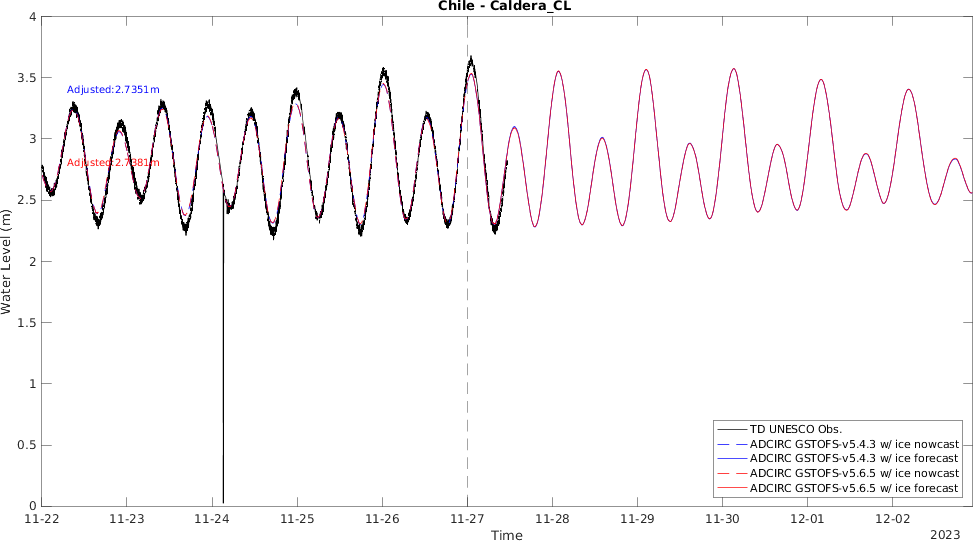 Chile - Caldera_CL
4
3.5
3
2.5
2
1.5
1
0.5
0
Water Level (m)
Adjusted:2.7351m
Adjusted:2.7381m
TD UNESCO Obs.
ADCIRC GSTOFS-v5.4.3 w/ ice nowcast
ADCIRC GSTOFS-v5.4.3 w/ ice forecast
ADCIRC GSTOFS-v5.6.5 w/ ice nowcast
ADCIRC GSTOFS-v5.6.5 w/ ice forecast
11-22 11-23 11-24 11-25 11-26 11-27 11-28 11-29 11-30 12-01 12-02
Time
2023